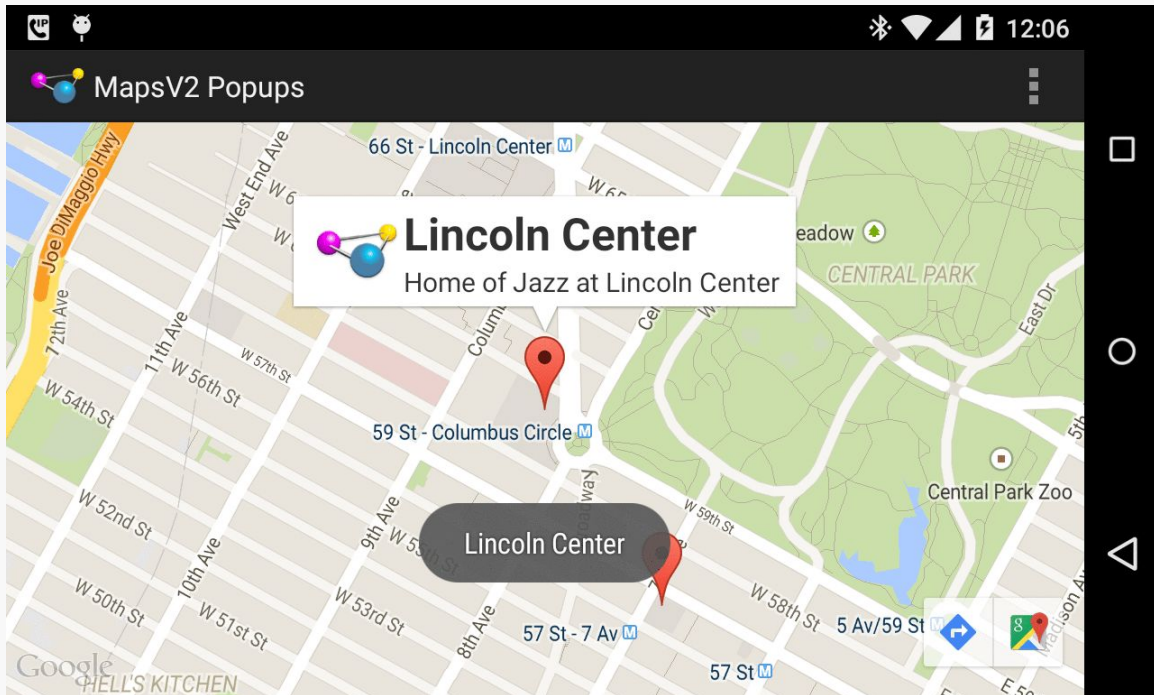 12:06
MapsV2 Popups
66 St - Lincoln Center M
Joe DiMaggio Hwy
West End Ave
Lincoln Center
Home of Jazz at Lincoln Center
eadow
CENTRAL PARK
East Dr
12th Ave
11th Ave
W 57th St
W 56th St
W 54th St
59 St - Columbus Circle M
Central Park Zoo
W 59th St
W 52nd St
9th Ave
Lincoln Center
10th Ave
W 50th St
W 51st St
W 53rd St
8th Ave
57 St - 7 Av M
W 58th St
5 Av/59 St M
57 St M
Google
HELL'S KITCHEN